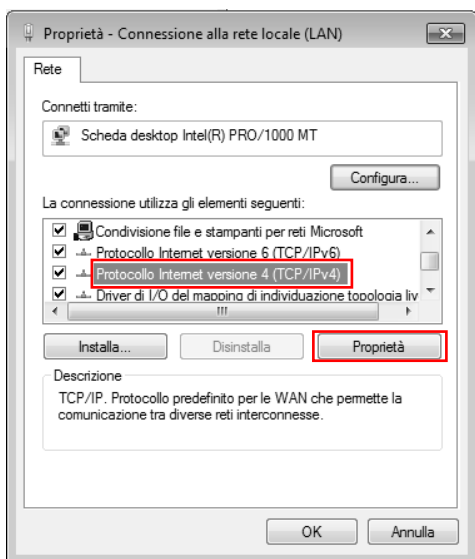 Proprietà - Connessione alla rete locale (LAN)
Rete
Connetti tramite:
Scheda desktop Intel(R) PRO/1000 MT
Configura...
La connessione utilizza gli elementi seguenti:
Condivisione file e stampanti per reti Microsoft
Protocollo Internet versione 6 (TCP/IPv6)
Protocollo Internet versione 4 (TCP/IPv4)
Driver di I/O del mapping di individuazione topologia liv
Installa...
Disinstalla
Proprietà
Descrizione
TCP/IP. Protocollo predefinito per le WAN che permette la
comunicazione tra diverse reti interconnesse.
OK
Annulla